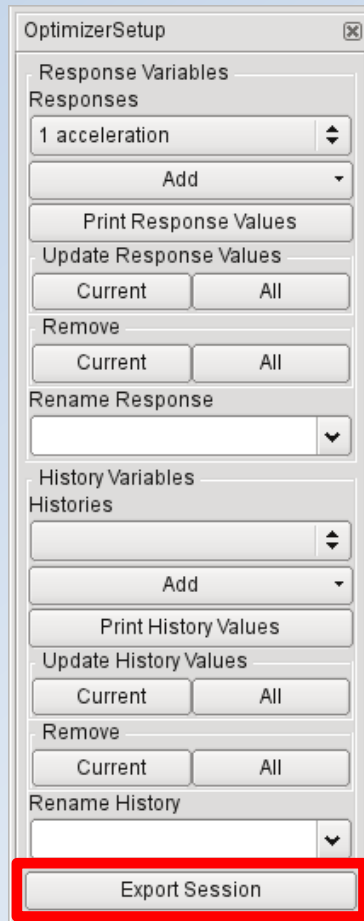 OptimizerSetup
Response Variables
Responses
1 acceleration
Add
Print Response Values
Update Response Values
Current All
Remove
Current All
Rename Response
History Variables
Histories
Add
Print History Values
Update History Values
Current All
Remove
Current All
Rename History
Export Session